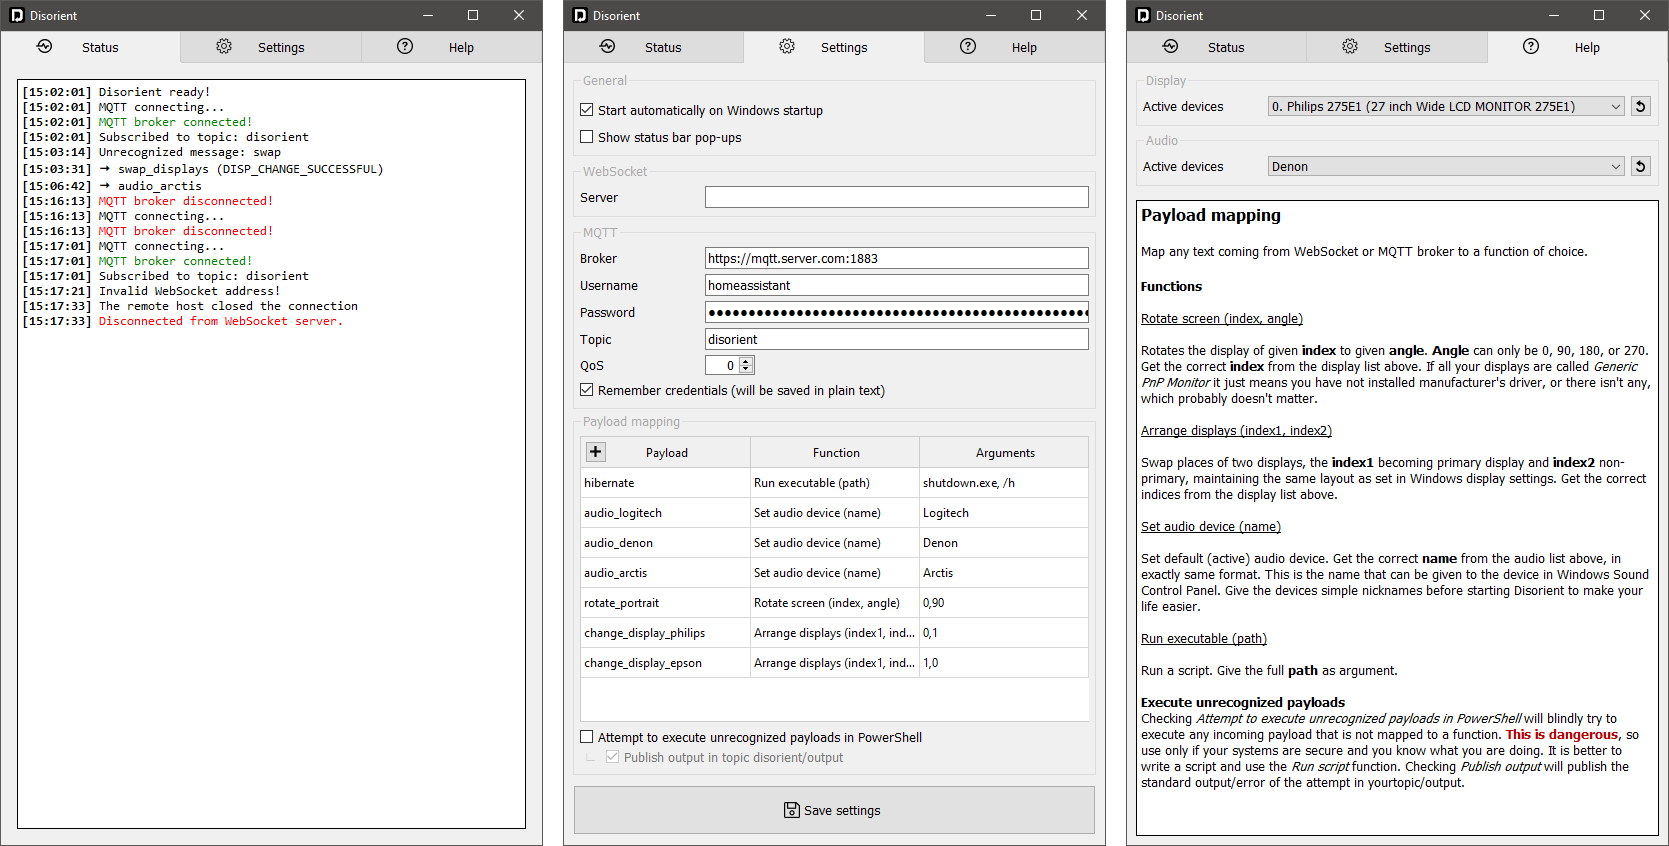 Disorient
Status
Settings
Help
[15:02:01] Disorient ready!
[15:02:01] MQTT connecting...
[15:02:01] MQTT broker connected!
[15:02:01] Subscribed to topic: disorient
[15:03:14] Unrecognized message: swap
[15:03:31] → swap_displays (DISP_CHANGE_SUCCESSFUL)
[15:06:42] → audio_arctis
[15:16:13] MQTT broker disconnected!
[15:16:13] MQTT connecting...
[15:16:13] MQTT broker disconnected!
[15:17:01] MQTT connecting...
[15:17:01] MQTT broker connected!
[15:17:01] Subscribed to topic: disorient
[15:17:21] Invalid WebSocket address!
[15:17:33] The remote host closed the connection
[15:17:33] Disconnected from WebSocket server.
Disorient
Status
Settings
Help
General
Start automatically on Windows startup
Show status bar pop-ups
WebSocket
Server
MQTT
Broker https://mqtt.server.com:1883
Username homeassistant
Password
Topic disorient
QoS 0
Remember credentials (will be saved in plain text)
Payload mapping
Payload Function Arguments
hibernate Run executable (path) shutdown.exe, /h
audio_logitech Set audio device (name) Logitech
audio_denon Set audio device (name) Denon
audio_arctis Set audio device (name) Arctis
rotate_portrait Rotate screen (index, angle) 0,90
change_display_philips Arrange displays (index1, ind... 0,1
change_display_epson Arrange displays (index1, ind... 1,0
Attempt to execute unrecognized payloads in PowerShell
Publish output in topic disorient/output
Save settings
Disorient
Status
Settings
Help
Display
Active devices 0. Philips 275E1 (27 inch Wide LCD MONITOR 275E1)
Audio
Active devices Denon
Payload mapping
Map any text coming from WebSocket or MQTT broker to a function of choice.
Functions
Rotate screen (index, angle)
Rotates the display of given index to given angle. Angle can only be 0, 90, 180, or 270.
Get the correct index from the display list above. If all your displays are called Generic
PnP Monitor it just means you have not installed manufacturer's driver, or there isn't any,
which probably doesn't matter.
Arrange displays (index1, index2)
Swap places of two displays, the index1 becoming primary display and index2 non-
primary, maintaining the same layout as set in Windows display settings. Get the correct
indices from the display list above.
Set audio device (name)
Set default (active) audio device. Get the correct name from the audio list above, in
exactly same format. This is the name that can be given to the device in Windows Sound
Control Panel. Give the devices simple nicknames before starting Disorient to make your
life easier.
Run executable (path)
Run a script. Give the full path as argument.
Execute unrecognized payloads
Checking Attempt to execute unrecognized payloads in PowerShell will blindly try to
execute any incoming payload that is not mapped to a function. This is dangerous, so
use only if your systems are secure and you know what you are doing. It is better to
write a script and use the Run script function. Checking Publish output will publish the
standard output/error of the attempt in yourtopic/output.